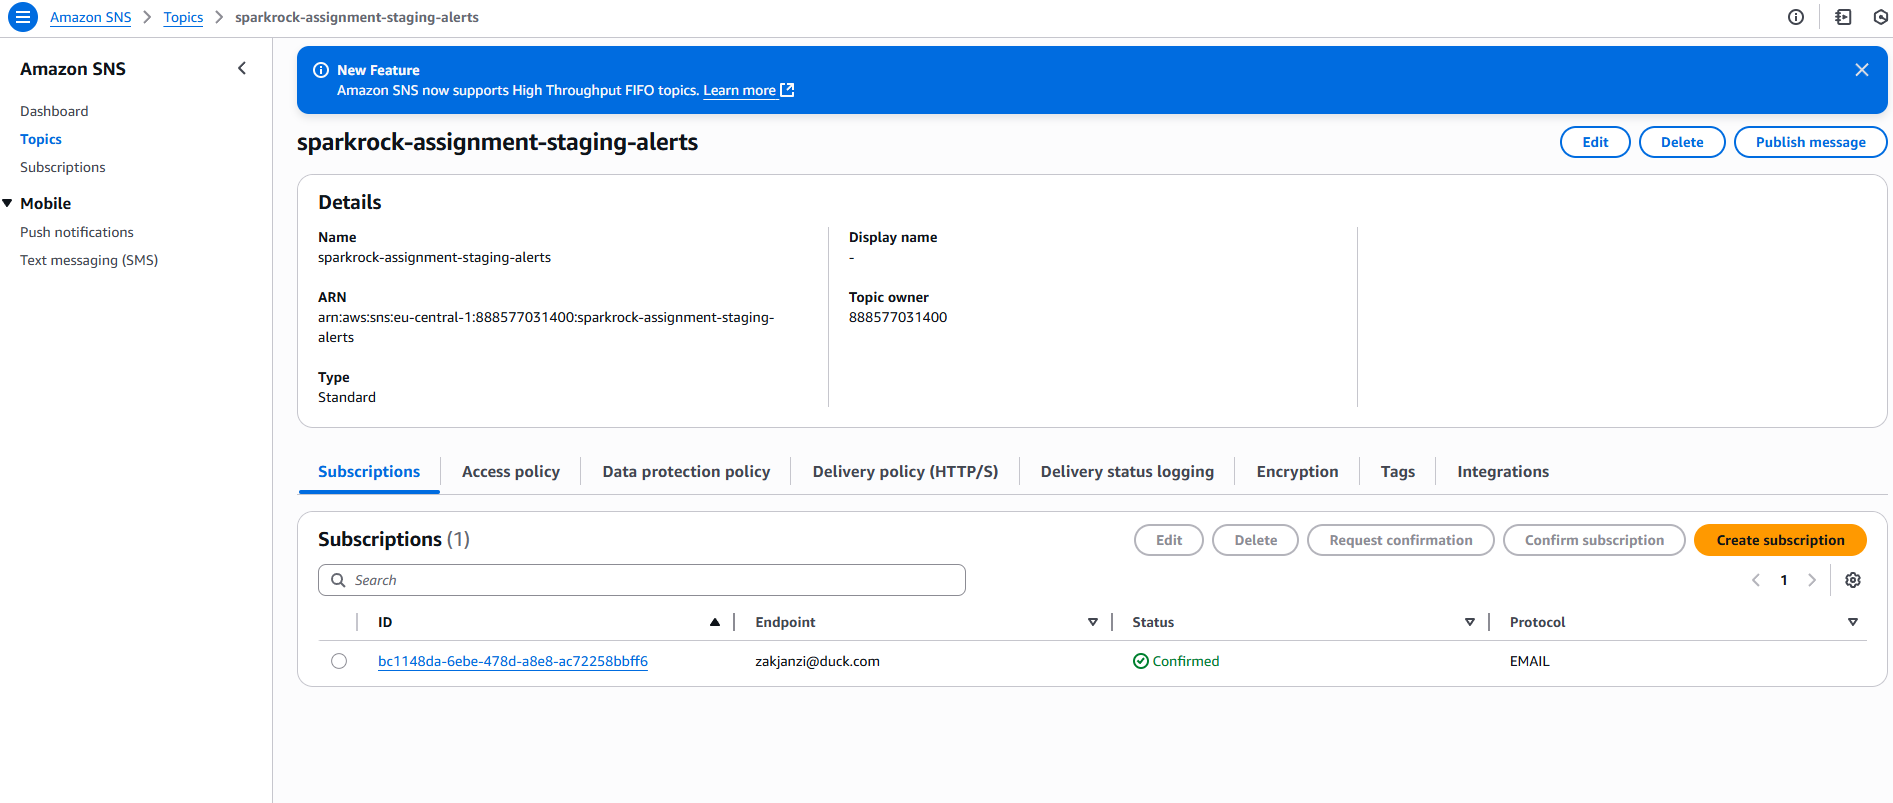 Amazon SNS > Topics > sparkrock-assignment-staging-alerts
Amazon SNS
Dashboard
Topics
Subscriptions
Mobile
Push notifications
Text messaging (SMS)
New Feature
Amazon SNS now supports High Throughput FIFO topics. Learn more
sparkrock-assignment-staging-alerts
Edit Delete Publish message
Details
Name
sparkrock-assignment-staging-alerts
ARN
arn:aws:sns:eu-central-1:888577031400:sparkrock-assignment-staging-
alerts
Type
Standard
Display name
-
Topic owner
888577031400
Subscriptions Access policy Data protection policy Delivery policy (HTTP/S) Delivery status logging Encryption Tags Integrations
Subscriptions (1)
Edit Delete Request confirmation Confirm subscription Create subscription
Search
1
ID Endpoint Status Protocol
bc1148da-6ebe-478d-a8e8-ac72258bbff6 zakjanzi@duck.com Confirmed EMAIL